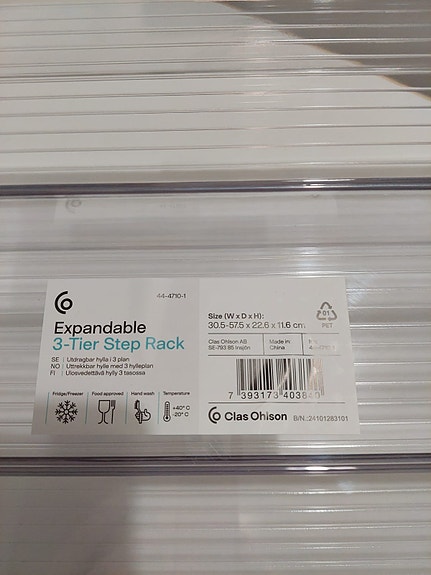 44-4710-1
Expandable
3-Tier Step Rack
SE | Utdragbar hylla i 3 plan
NO | Uttrekkbar hylle med 3 hylleplan
FI | Ulosvedettävä hylly 3 tasossa
Fridge/Freezer
Food approved
Hand wash
Temperature
+40° C
-20° C
Size (W x D x H):
30.5-57.5 x 22.6 x 11.6 cm
01
PET
Clas Ohlson AB
SE-793 85 Insjön
Made in
China
7 393173 4038
Clas Ohlson
B/N.:24101283101